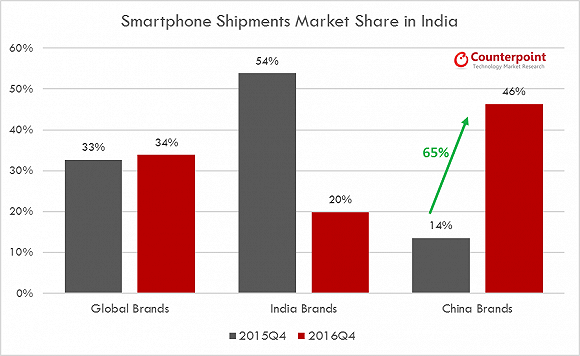 Smartphone Shipments Market Share in India
Counterpoint
Technology Market Research
60%
50%
40%
30%
20%
10%
0%
33%
34%
54%
20%
14%
65%
46%
Global Brands
India Brands
China Brands
2015Q4
2016Q4